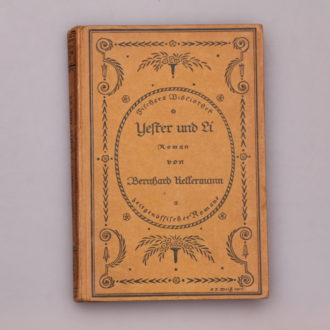 Fischers Bibliothek
Yester und Li
Roman
von
Bernhard Kellermann
zeitgenössischer Romane